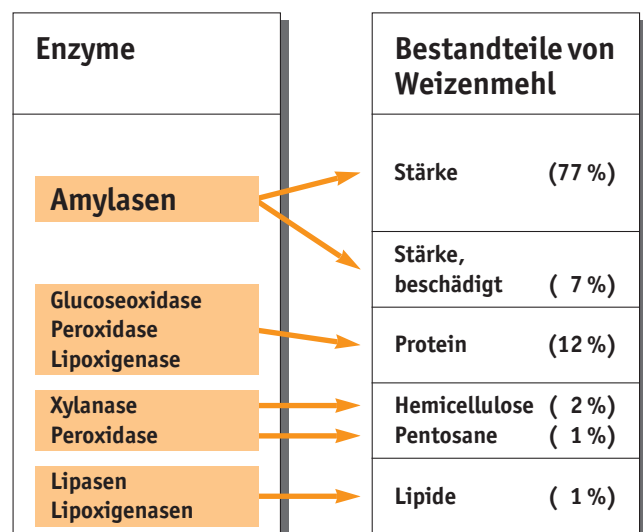 Enzyme
Amylasen
Glucoseoxidase
Peroxidase
Lipoxigenase
Xylanase
Peroxidase
Lipasen
Lipoxigenasen
Bestandteile von
Weizenmehl
Stärke (77 %)
Stärke,
beschädigt ( 7 %)
Protein (12 %)
Hemicellulose ( 2 %)
Pentosane ( 1 %)
Lipide ( 1 %)